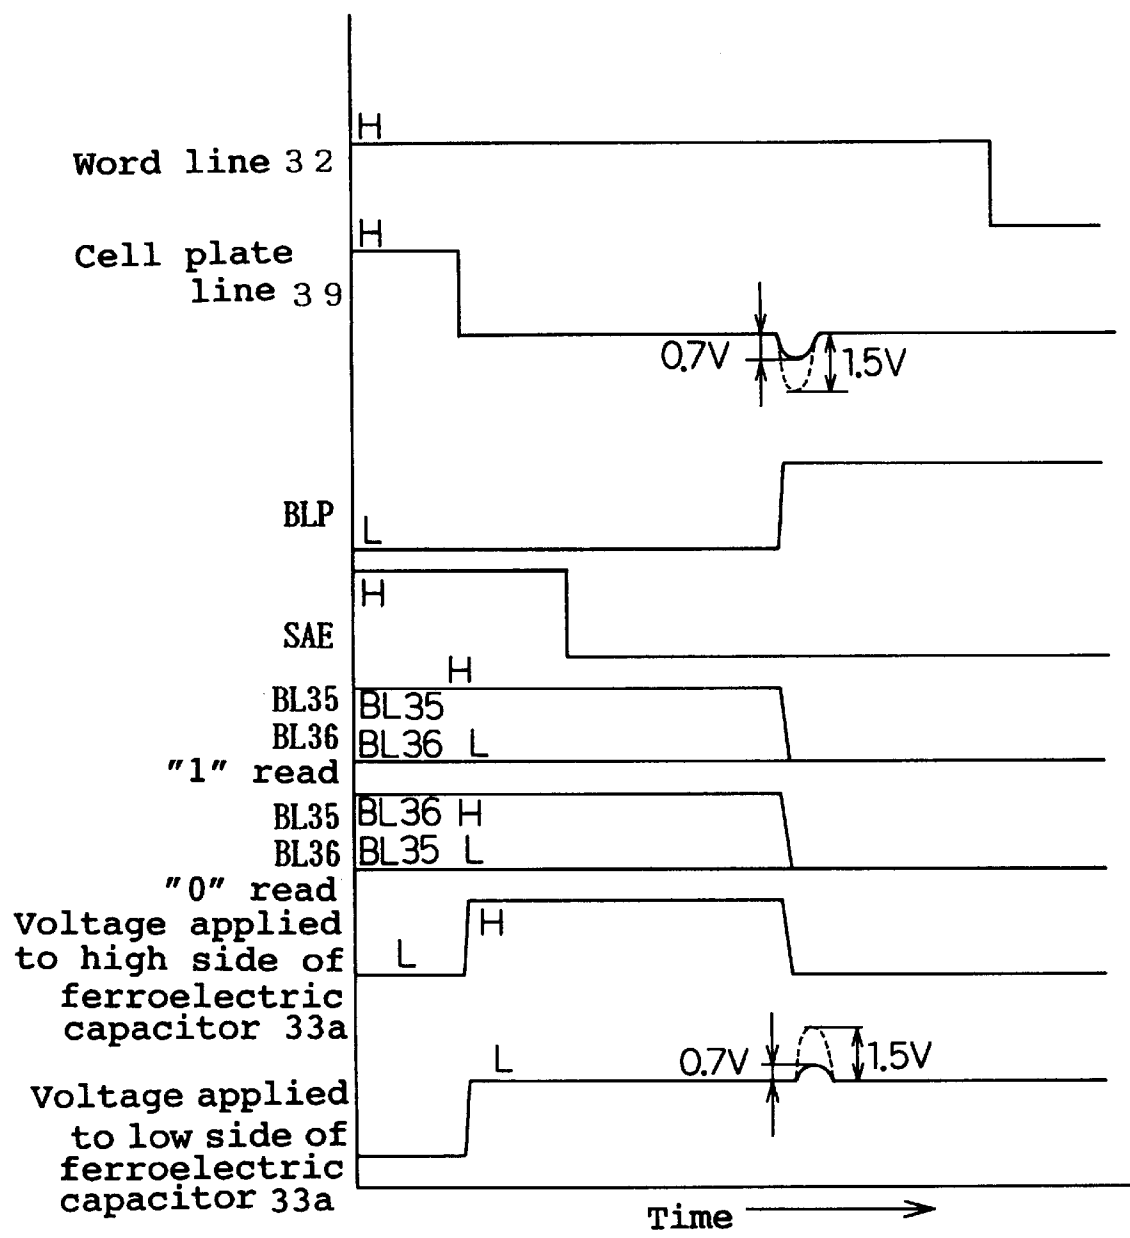 H
Word line 32
H
Cell plate
line 39
0.7V
1.5V
BLP
L
H
SAE
H
BL35
BL35
BL36
BL36 L
"1" read
BL35
BL36 H
BL36
BL35 L
"0" read
Voltage applied
to high side of
ferroelectric
capacitor 33a
L
H
0.7V
1.5V
L
Voltage applied
to low side of
ferroelectric
capacitor 33a
Time